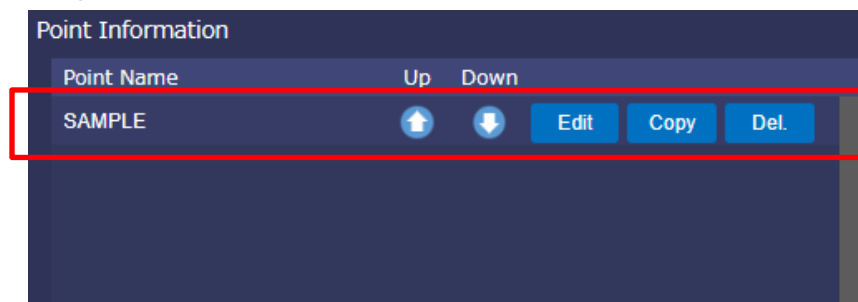 Point Information
Point Name Up Down
SAMPLE Edit Copy Del.